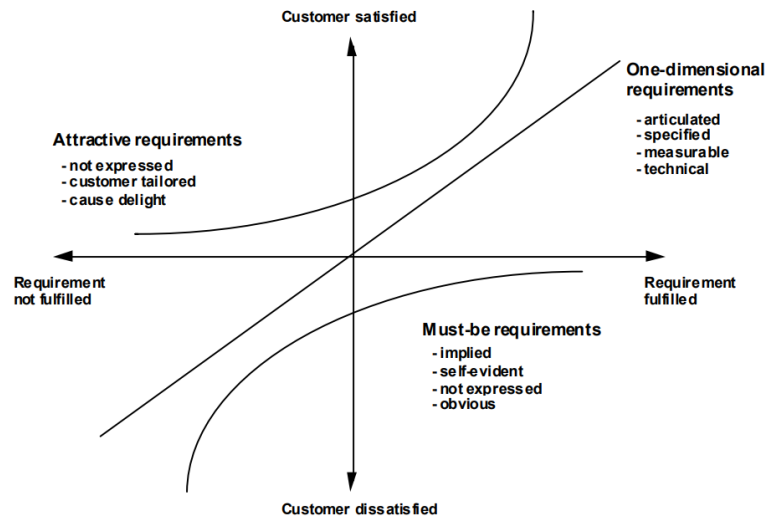 Customer satisfied
One-dimensional
requirements
- articulated
- specified
- measurable
- technical
Attractive requirements
- not expressed
- customer tailored
- cause delight
Requirement
not fulfilled
Requirement
fulfilled
Must-be requirements
- implied
- self-evident
- not expressed
- obvious
Customer dissatisfied